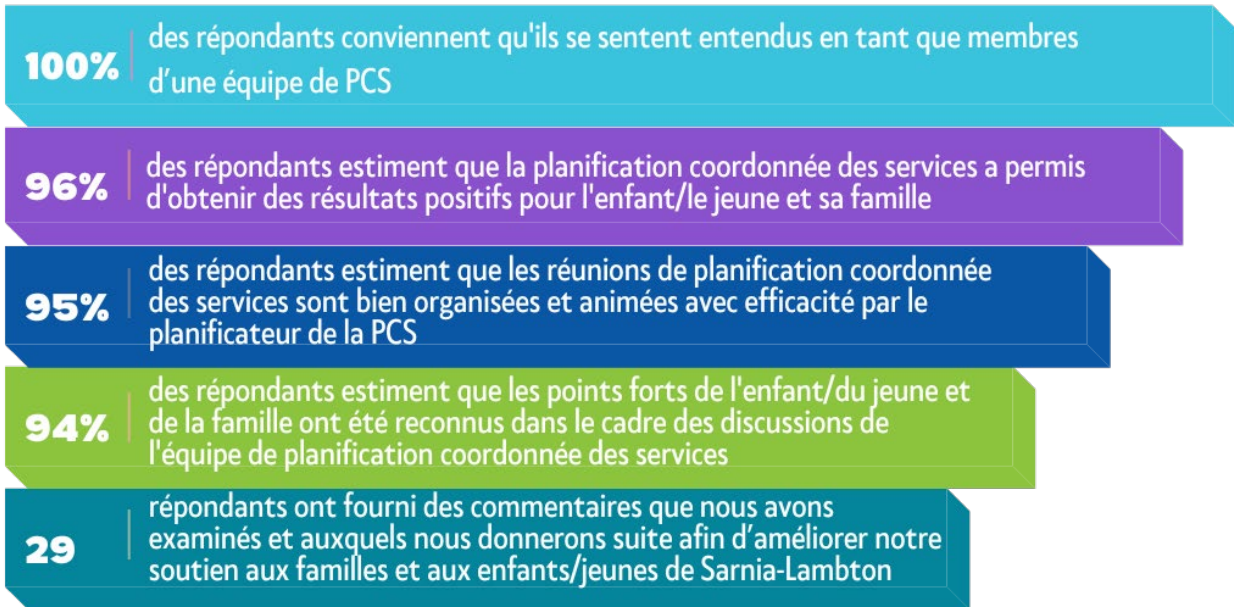 100% des répondants conviennent qu'ils se sentent entendus en tant que membres
d'une équipe de PCS
96% des répondants estiment que la planification coordonnée des services a permis
d'obtenir des résultats positifs pour l'enfant/le jeune et sa famille
des répondants estiment que les réunions de planification coordonnée
95% des services sont bien organisées et animées avec efficacité par le
planificateur de la PCS
des répondants estiment que les points forts de l'enfant/du jeune et
94% de la famille ont été reconnus dans le cadre des discussions de
l'équipe de planification coordonnée des services
répondants ont fourni des commentaires que nous avons
29 examinés et auxquels nous donnerons suite afin d’améliorer notre
soutien aux familles et aux enfants/jeunes de Sarnia-Lambton